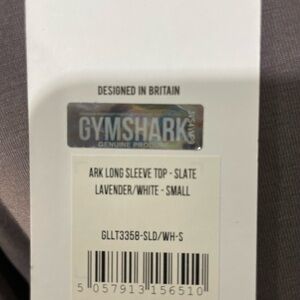 DESIGNED IN BRITAIN
GYMSHARK
GENUINE PRODUCT
ARK LONG SLEEVE TOP - SLATE
LAVENDER/WHITE - SMALL
GLLT3358-SLD/WH-S
5 057913 156510